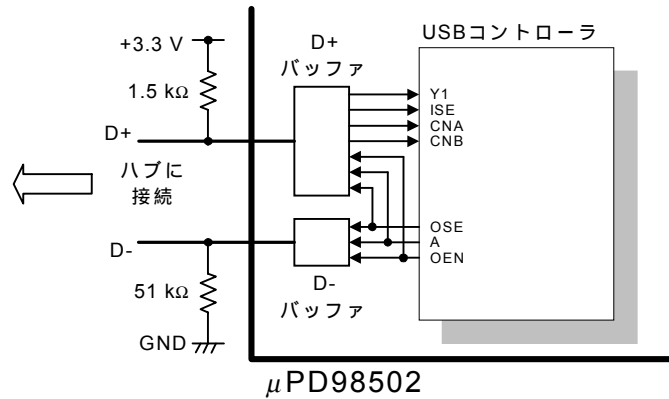 USBコントローラ
D+
バッファ
+3.3 V
1.5 kΩ
D+
ハブに
接続
Y1
ISE
CNA
CNB
OSE
A
OEN
D-
D-
バッファ
51 kΩ
GND
μPD98502